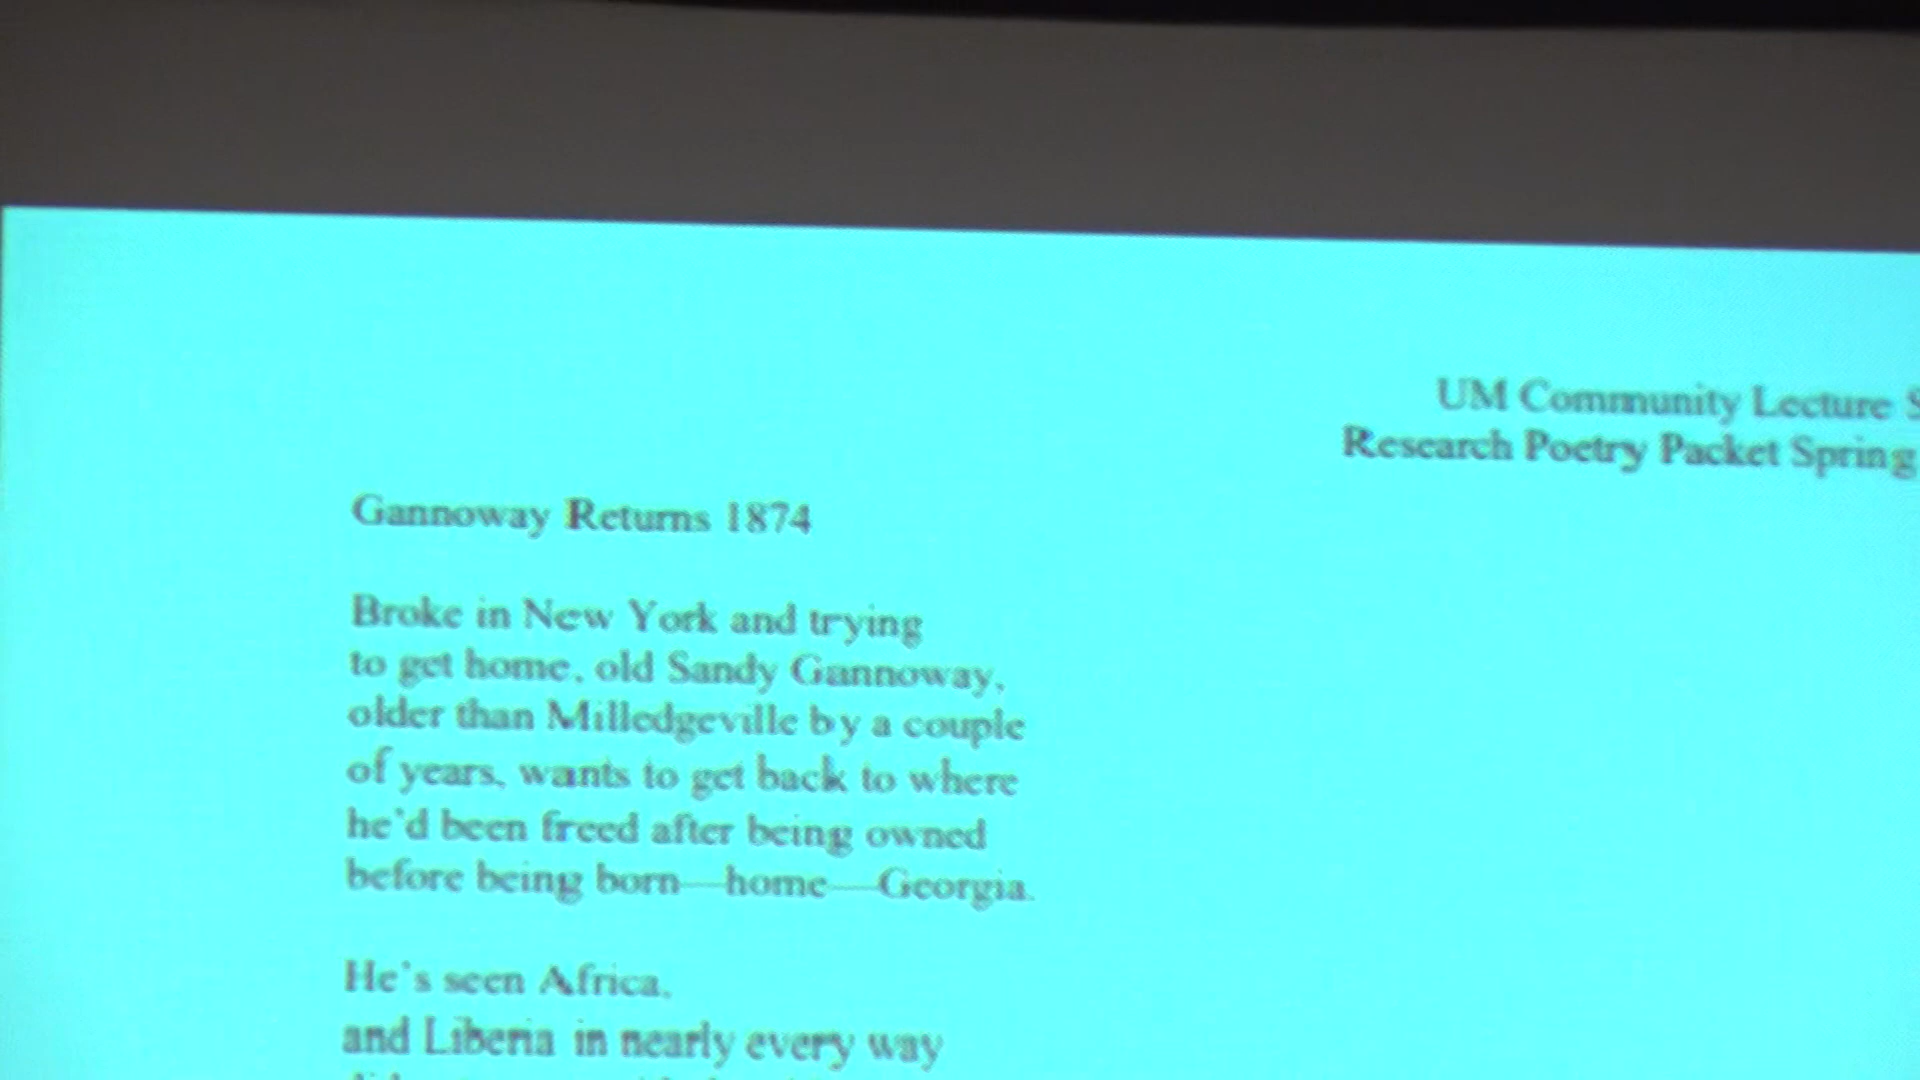 UM Community Lecture S
Research Poetry Packet Spring
Gannoway Returns 1874
Broke in New York and trying
to get home, old Sandy Gannoway,
older than Milledgeville by a couple
of years, wants to get back to where
he'd been freed after being owned
before being born—home—Georgia.
He's seen Africa,
and Liberia in nearly every way